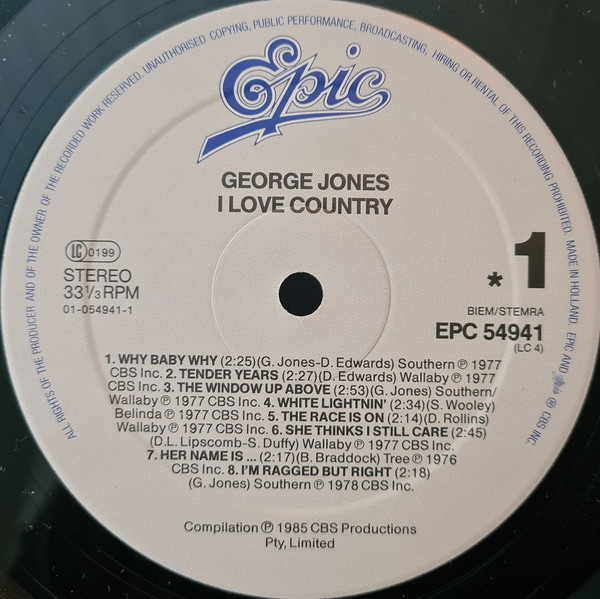 ALL RIGHTS OF THE PRODUCER AND OF THE OWNER OF THE RECORDED WORK RESERVED. UNAUTHORISED COPYING, PUBLIC PERFORMANCE, BROADCASTING, HIRING OR RENTAL OF THIS RECORDING PROHIBITED. MADE IN HOLLAND. EPIC AND, Epic ® CBS INC.
Epic
GEORGE JONES
I LOVE COUNTRY
LC 0199
STEREO
33 1/3 RPM
01-054941-1
* 1
BIEM/STEMRA
EPC 54941
(LC 4)
1. WHY BABY WHY (2:25)(G. Jones-D. Edwards) Southern ℗ 1977
CBS Inc. 2. TENDER YEARS (2:27)(D. Edwards) Wallaby ℗ 1977
CBS Inc. 3. THE WINDOW UP ABOVE (2:53)(G. Jones) Southern/
Wallaby ℗ 1977 CBS Inc. 4. WHITE LIGHTNIN' (2:34)(S. Wooley)
Belinda ℗ 1977 CBS Inc. 5. THE RACE IS ON (2:14)(D. Rollins)
Wallaby ℗ 1977 CBS Inc. 6. SHE THINKS I STILL CARE (2:45)
(D.L. Lipscomb-S. Duffy) Wallaby ℗ 1977 CBS Inc.
7. HER NAME IS ... (2:17)(B. Braddock) Tree ℗ 1976
CBS Inc. 8. I'M RAGGED BUT RIGHT (2:18)
(G. Jones) Southern ℗ 1978 CBS Inc.
Compilation ℗ 1985 CBS Productions
Pty, Limited